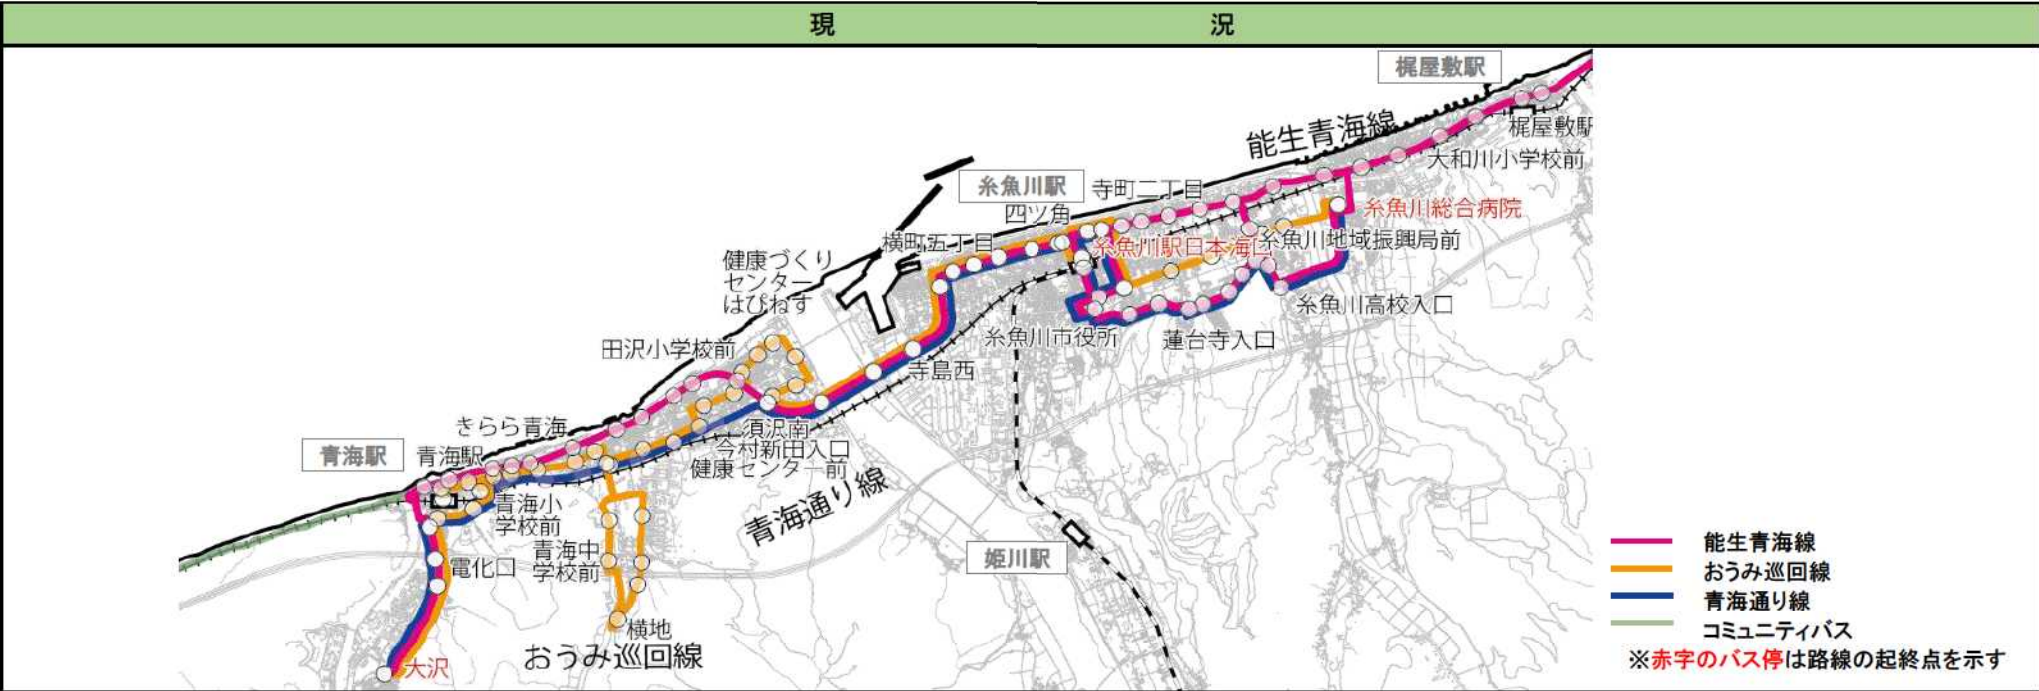 現 況
梶屋敷駅
能生青海線
梶屋敷駅
大和川小学校前
糸魚川駅
寺町二丁目
四ツ角
糸魚川総合病院
横町五丁目
糸魚川駅日本海口
糸魚川地域振興局前
健康づくり
センター
はぴねす
糸魚川高校入口
糸魚川市役所
蓮台寺入口
田沢小学校前
寺島西
きらら青海
須沢南
今村新田入口
健康センター前
青海駅
青海駅
青海通り線
青海小
学校前
青海中
学校前
電化口
姫川駅
横地
おうみ巡回線
大沢
能生青海線
おうみ巡回線
青海通り線
コミュニティバス
※赤字のバス停は路線の起終点を示す